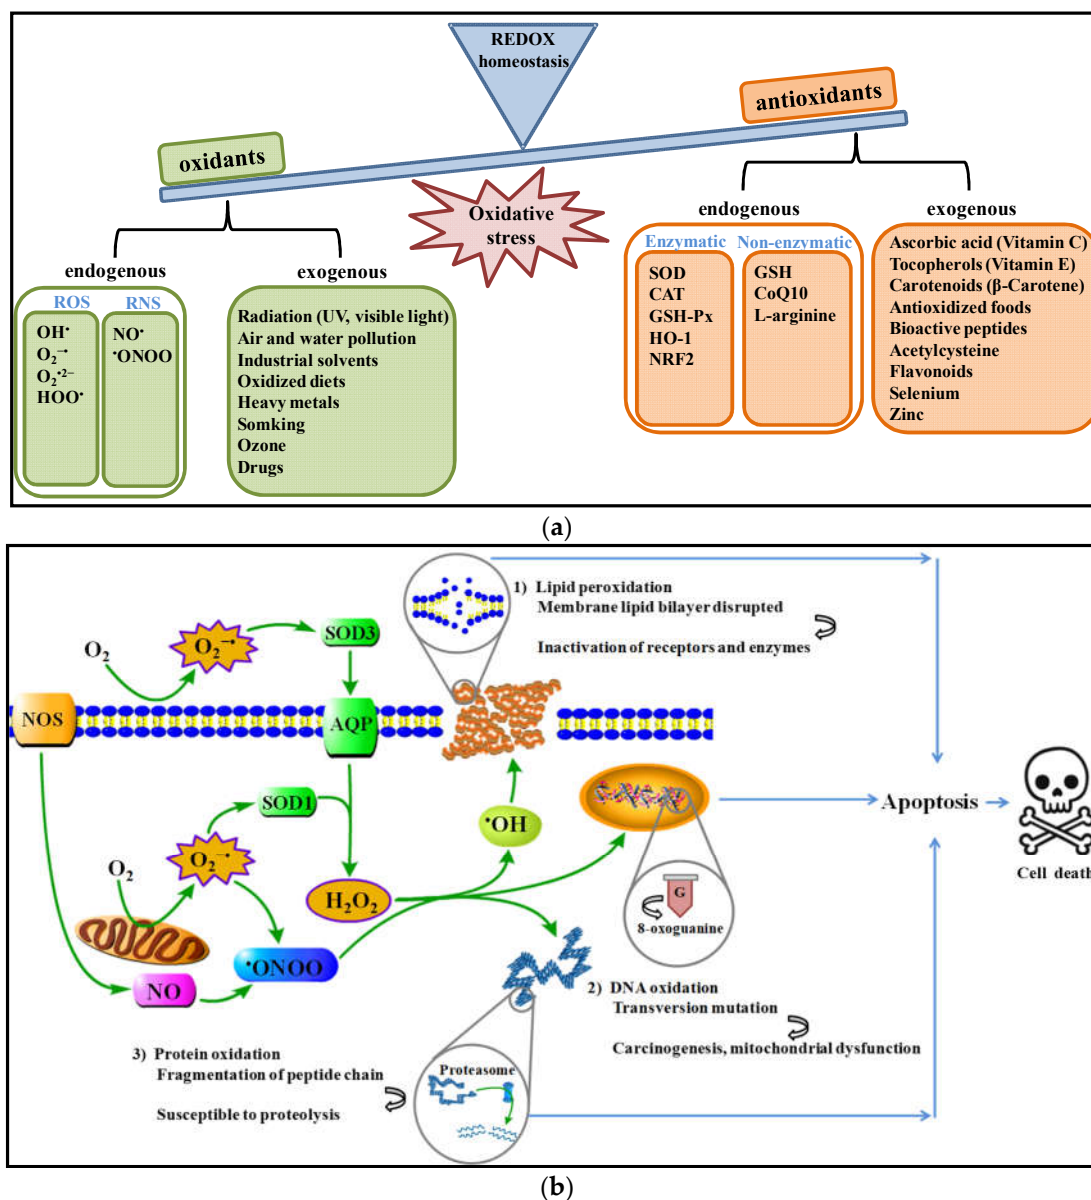 REDOX
homeostasis
antioxidants
oxidants
Oxidative
stress
endogenous
exogenous
ROS
RNS
OH•
O₂⁻•
O₂•²⁻
HOO•
NO•
•ONOO
Radiation (UV, visible light)
Air and water pollution
Industrial solvents
Oxidized diets
Heavy metals
Somking
Ozone
Drugs
endogenous
exogenous
Enzymatic
Non-enzymatic
SOD
CAT
GSH-Px
HO-1
NRF2
GSH
CoQ10
L-arginine
Ascorbic acid (Vitamin C)
Tocopherols (Vitamin E)
Carotenoids (β-Carotene)
Antioxidized foods
Bioactive peptides
Acetylcysteine
Flavonoids
Selenium
Zinc
(a)
1) Lipid peroxidation
Membrane lipid bilayer disrupted
Inactivation of receptors and enzymes
O₂
O₂⁻•
SOD3
NOS
AQP
SOD1
O₂
O₂⁻•
H₂O₂
•OH
NO
•ONOO
G
8-oxoguanine
Apoptosis
Cell death
2) DNA oxidation
Transversion mutation
Carcinogenesis, mitochondrial dysfunction
3) Protein oxidation
Fragmentation of peptide chain
Susceptible to proteolysis
Proteasome
(b)